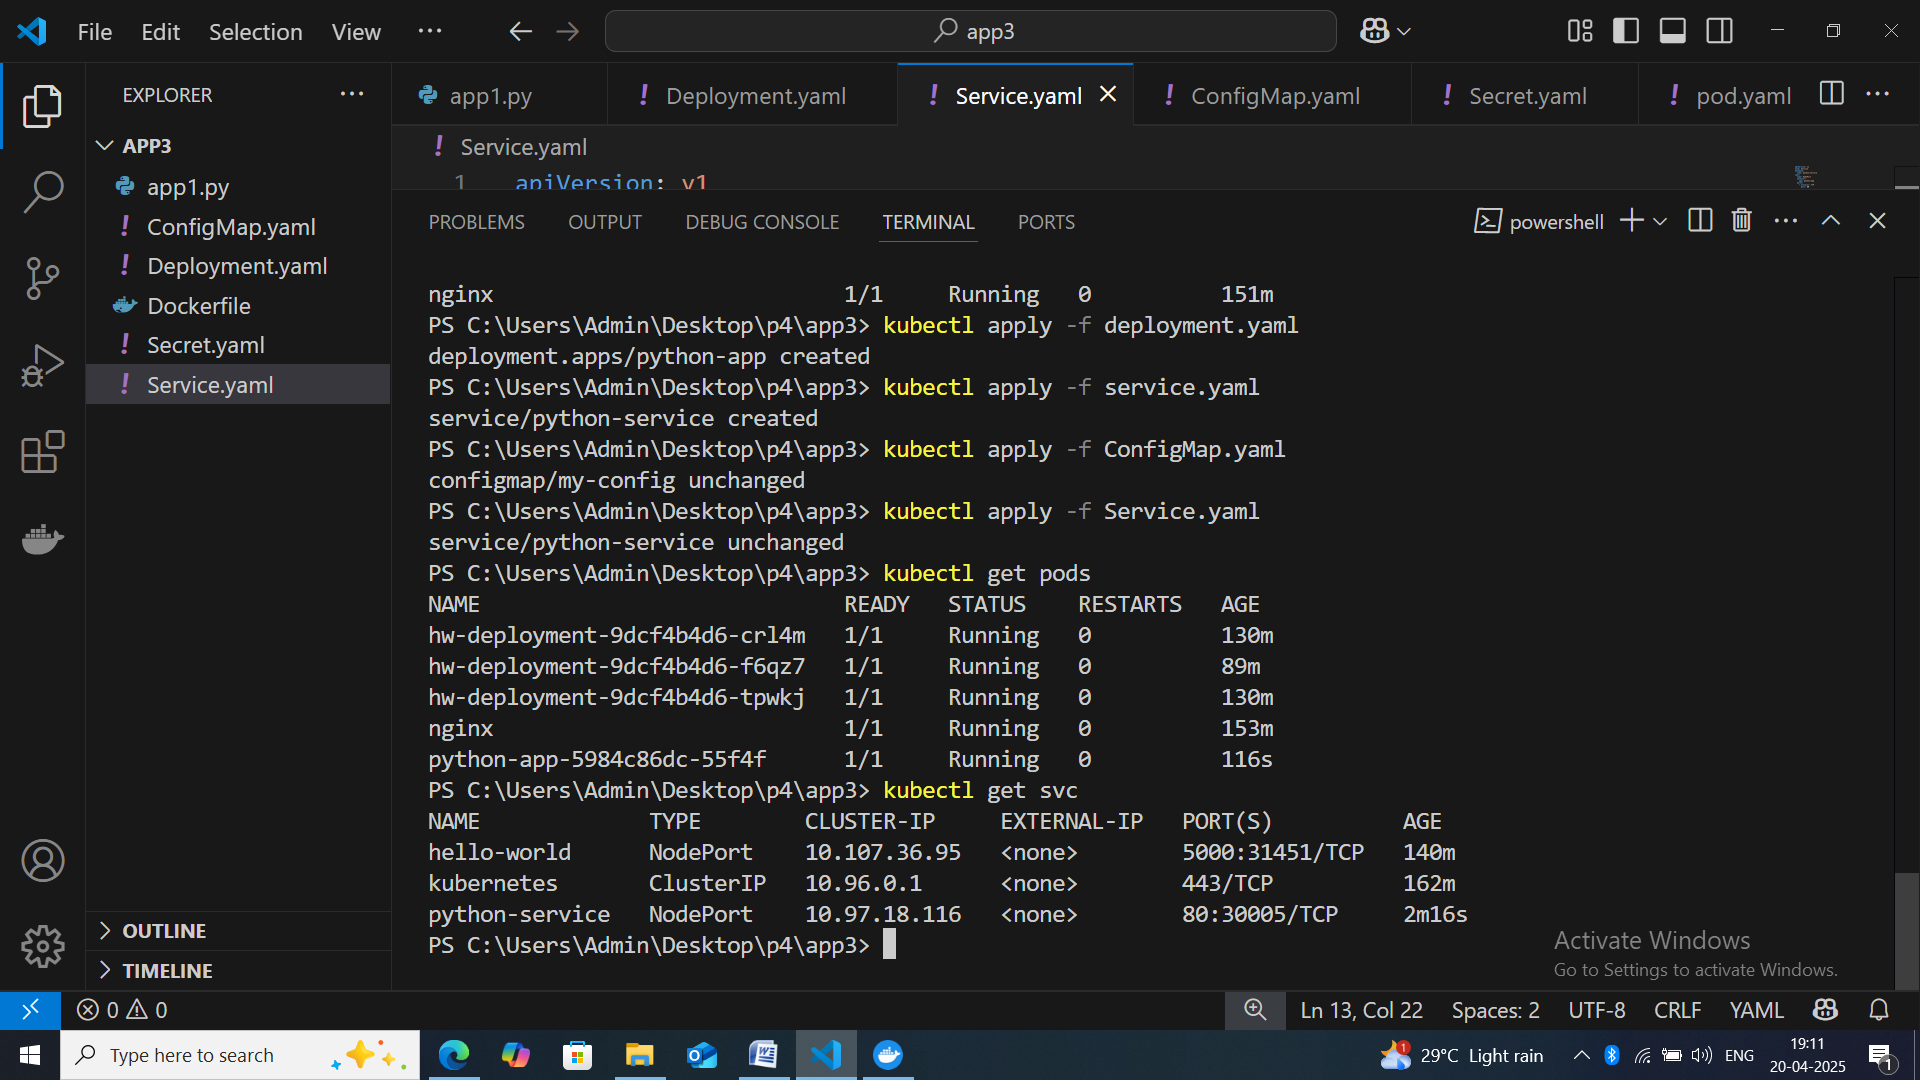 File Edit Selection View ··· app3
EXPLORER ···
APP3
app1.py
ConfigMap.yaml
Deployment.yaml
Dockerfile
Secret.yaml
Service.yaml
OUTLINE
TIMELINE
app1.py Deployment.yaml Service.yaml ConfigMap.yaml Secret.yaml pod.yaml ···
Service.yaml
1 apiVersion: v1
PROBLEMS OUTPUT DEBUG CONSOLE TERMINAL PORTS powershell
nginx 1/1 Running 0 151m
PS C:\Users\Admin\Desktop\p4\app3> kubectl apply -f deployment.yaml
deployment.apps/python-app created
PS C:\Users\Admin\Desktop\p4\app3> kubectl apply -f service.yaml
service/python-service created
PS C:\Users\Admin\Desktop\p4\app3> kubectl apply -f ConfigMap.yaml
configmap/my-config unchanged
PS C:\Users\Admin\Desktop\p4\app3> kubectl apply -f Service.yaml
service/python-service unchanged
PS C:\Users\Admin\Desktop\p4\app3> kubectl get pods
NAME READY STATUS RESTARTS AGE
hw-deployment-9dcf4b4d6-crl4m 1/1 Running 0 130m
hw-deployment-9dcf4b4d6-f6qz7 1/1 Running 0 89m
hw-deployment-9dcf4b4d6-tpwkj 1/1 Running 0 130m
nginx 1/1 Running 0 153m
python-app-5984c86dc-55f4f 1/1 Running 0 116s
PS C:\Users\Admin\Desktop\p4\app3> kubectl get svc
NAME TYPE CLUSTER-IP EXTERNAL-IP PORT(S) AGE
hello-world NodePort 10.107.36.95 <none> 5000:31451/TCP 140m
kubernetes ClusterIP 10.96.0.1 <none> 443/TCP 162m
python-service NodePort 10.97.18.116 <none> 80:30005/TCP 2m16s
PS C:\Users\Admin\Desktop\p4\app3>
Activate Windows
Go to Settings to activate Windows.
0 0 Ln 13, Col 22 Spaces: 2 UTF-8 CRLF YAML
Type here to search 1 29°C Light rain ENG 19:11
20-04-2025 1